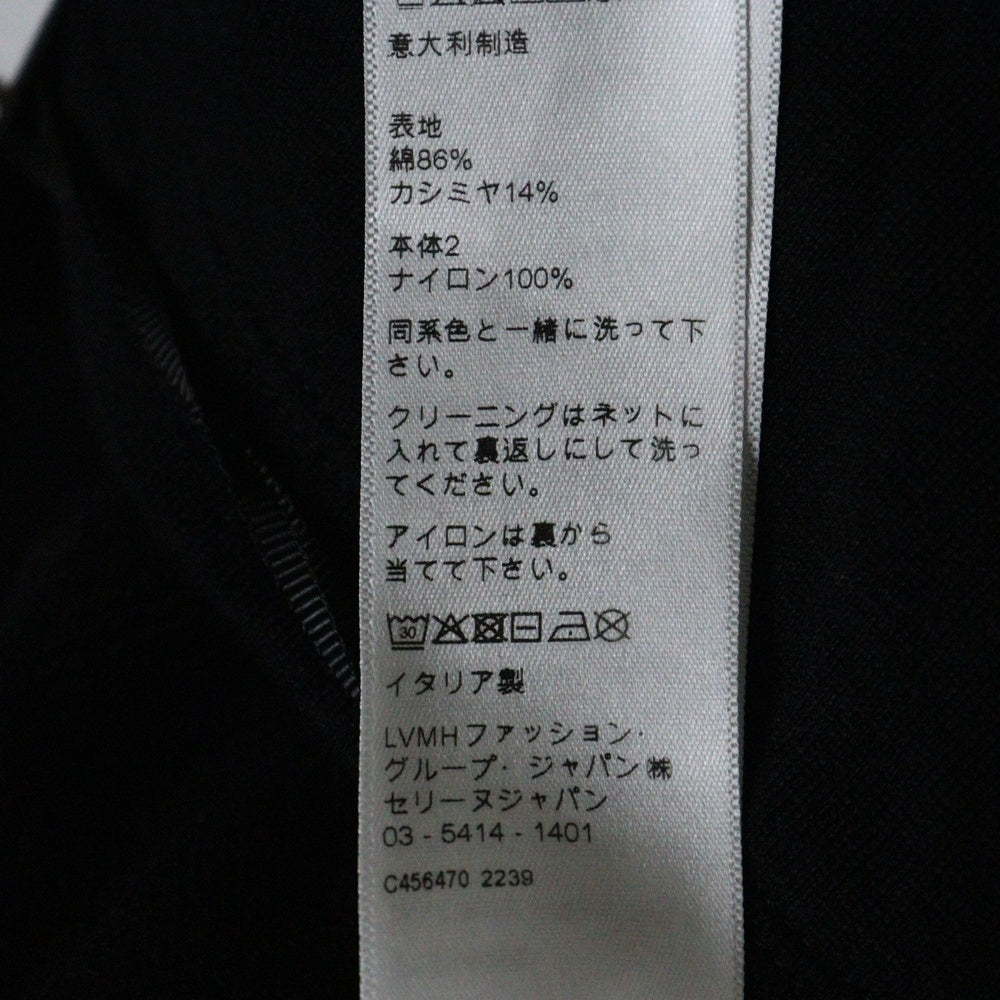 意大利制造
表地
綿86%
カシミヤ14%
本体2
ナイロン100%
同系色と一緒に洗って下
さい。
クリーニングはネットに
入れて裏返しにして洗っ
てください。
アイロンは裏から
当てて下さい。
30
イタリア製
LVMHファッション･
グループ･ ジャパン㈱
セリーヌジャパン
03 - 5414 - 1401
C456470 2239